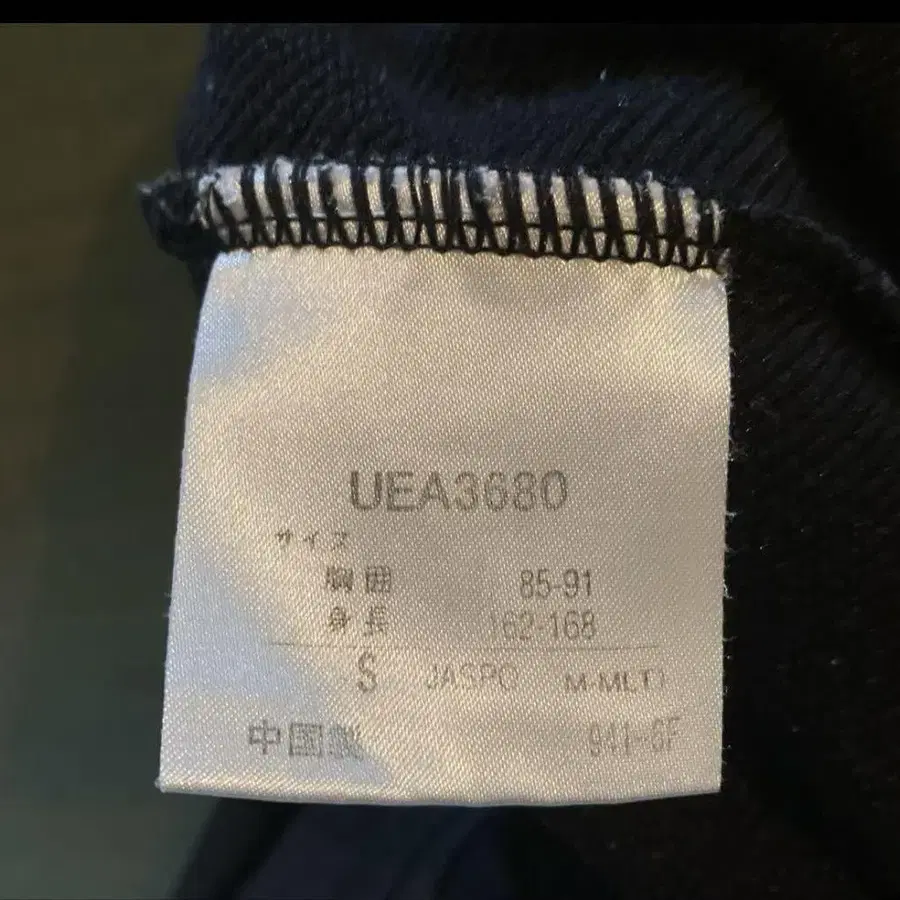 UEA3680
サイズ
胸囲 85-91
身長 162-168
S JASPO M-MLT)
中国製 941-6F